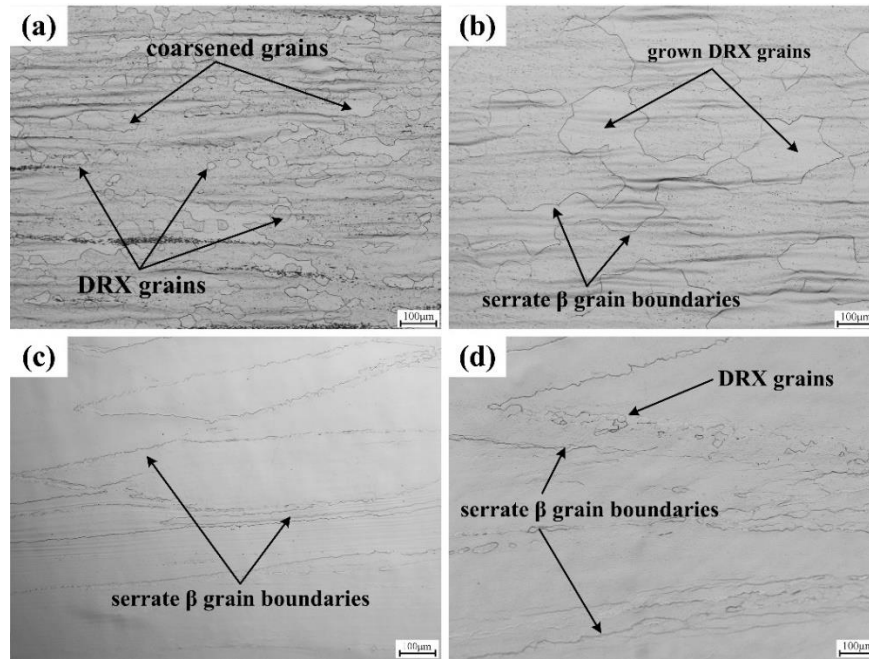 (a)
coarsened grains
DRX grains
100μm
(b)
grown DRX grains
serrate β grain boundaries
100μm
(c)
serrate β grain boundaries
100μm
(d)
DRX grains
serrate β grain boundaries
100μm